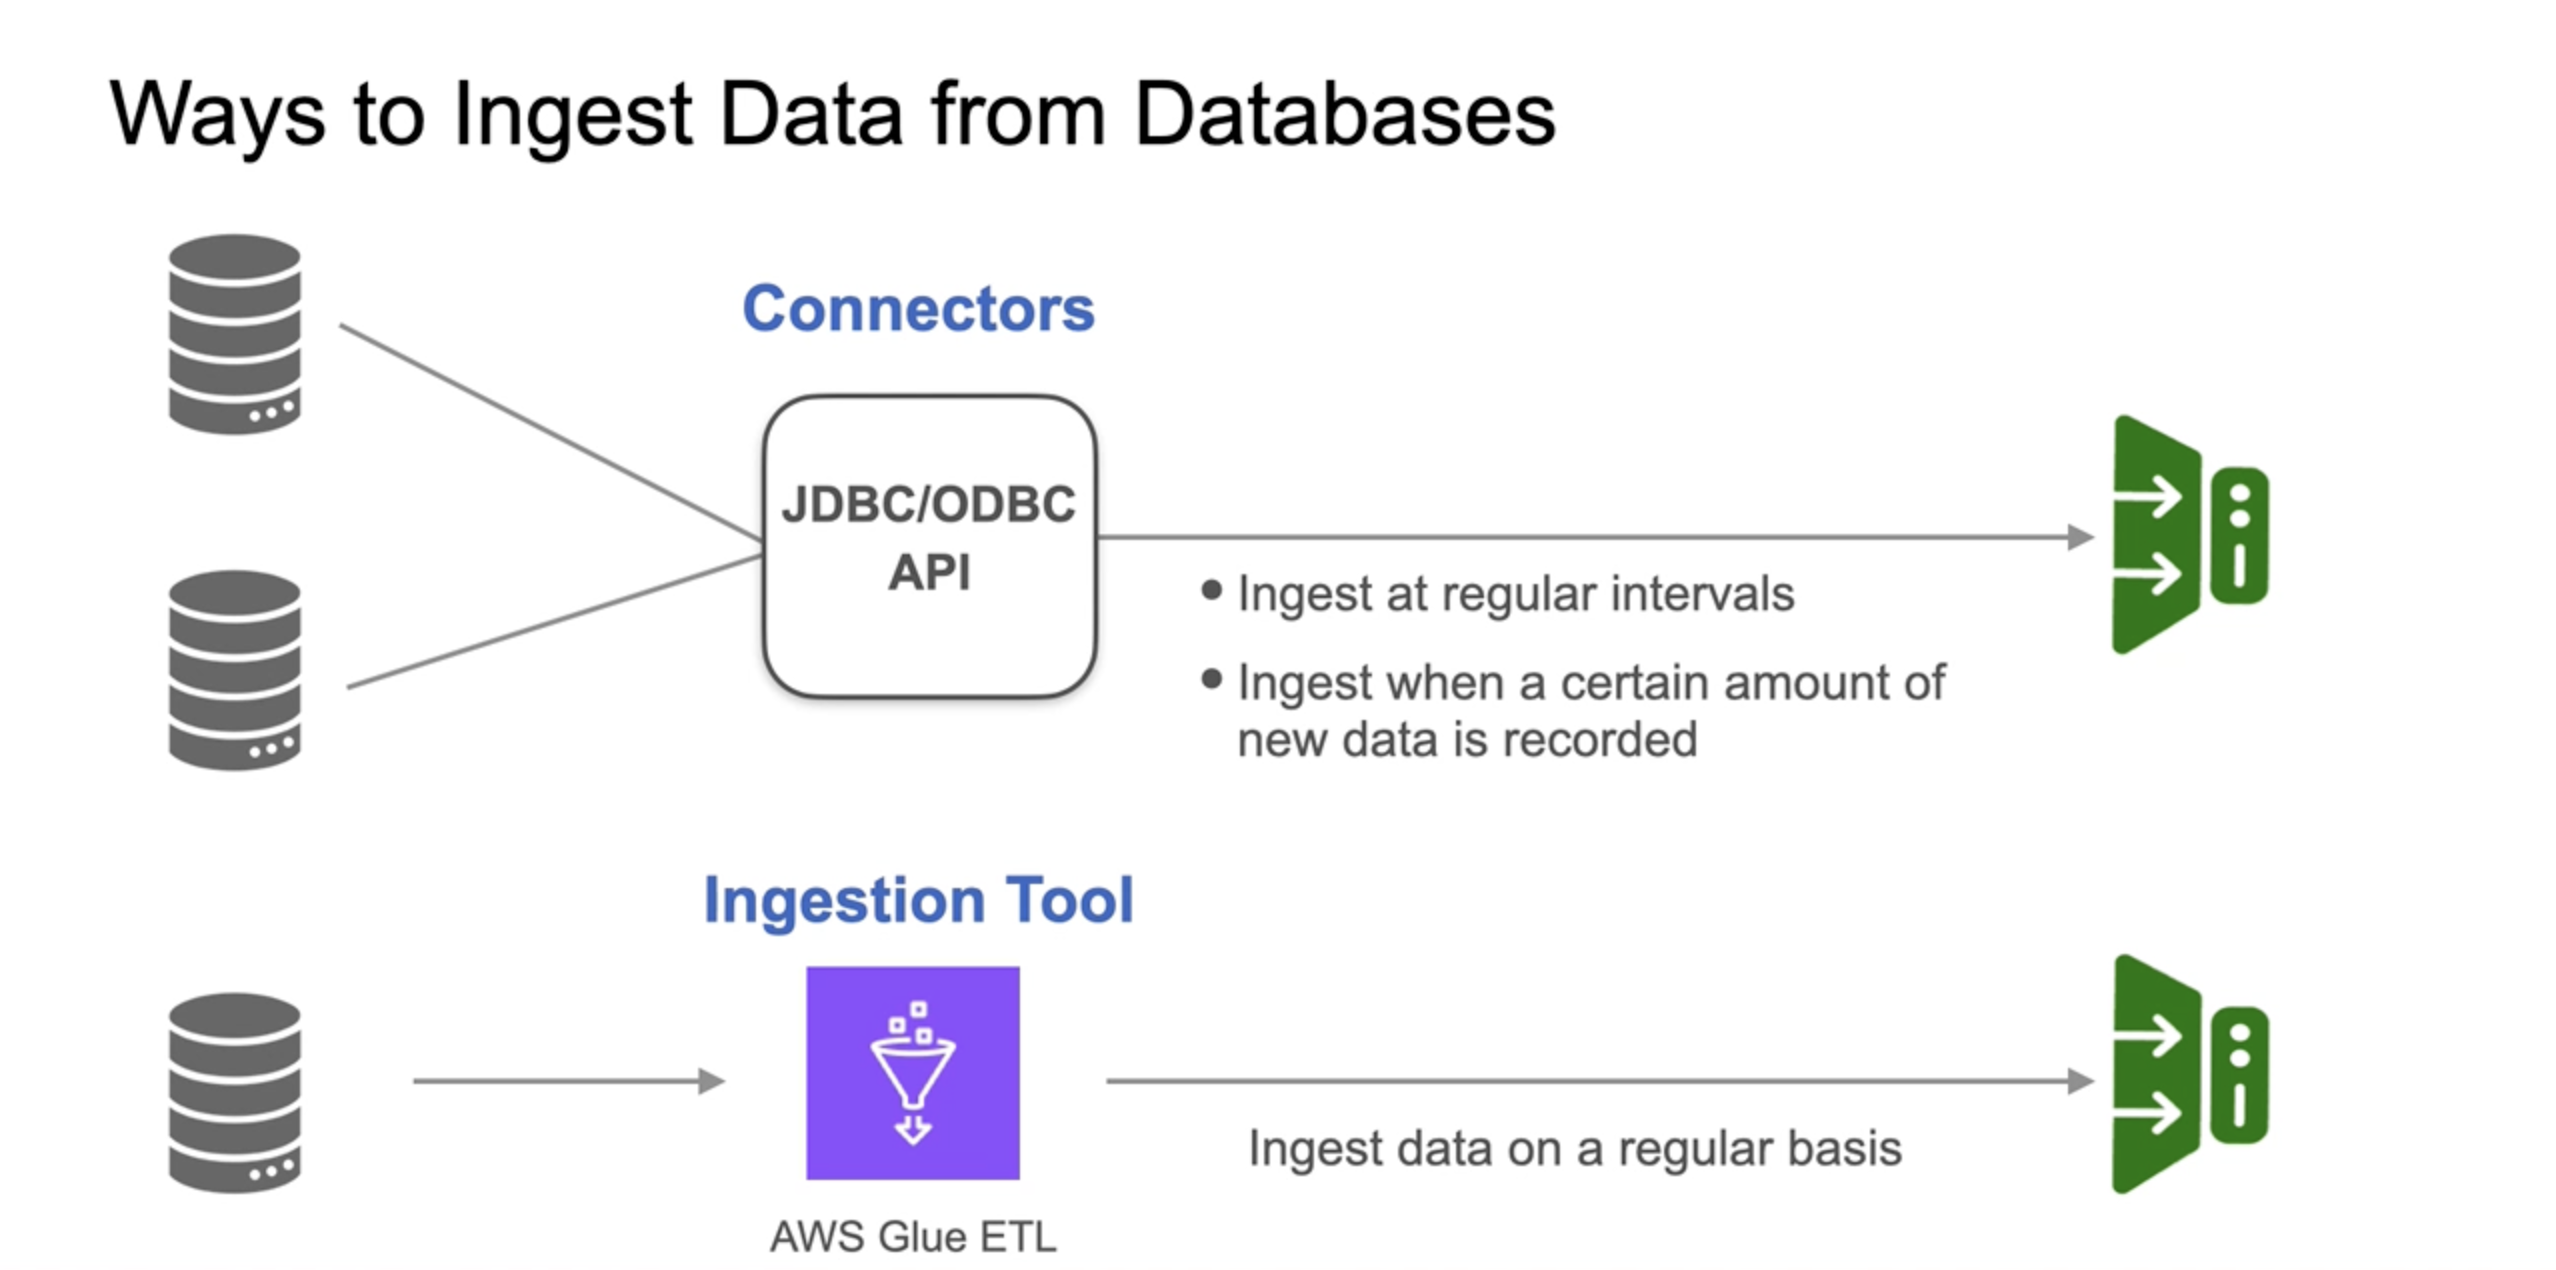 Ways to Ingest Data from Databases
Connectors
JDBC/ODBC
API
• Ingest at regular intervals
• Ingest when a certain amount of
new data is recorded
Ingestion Tool
Ingest data on a regular basis
AWS Glue ETL